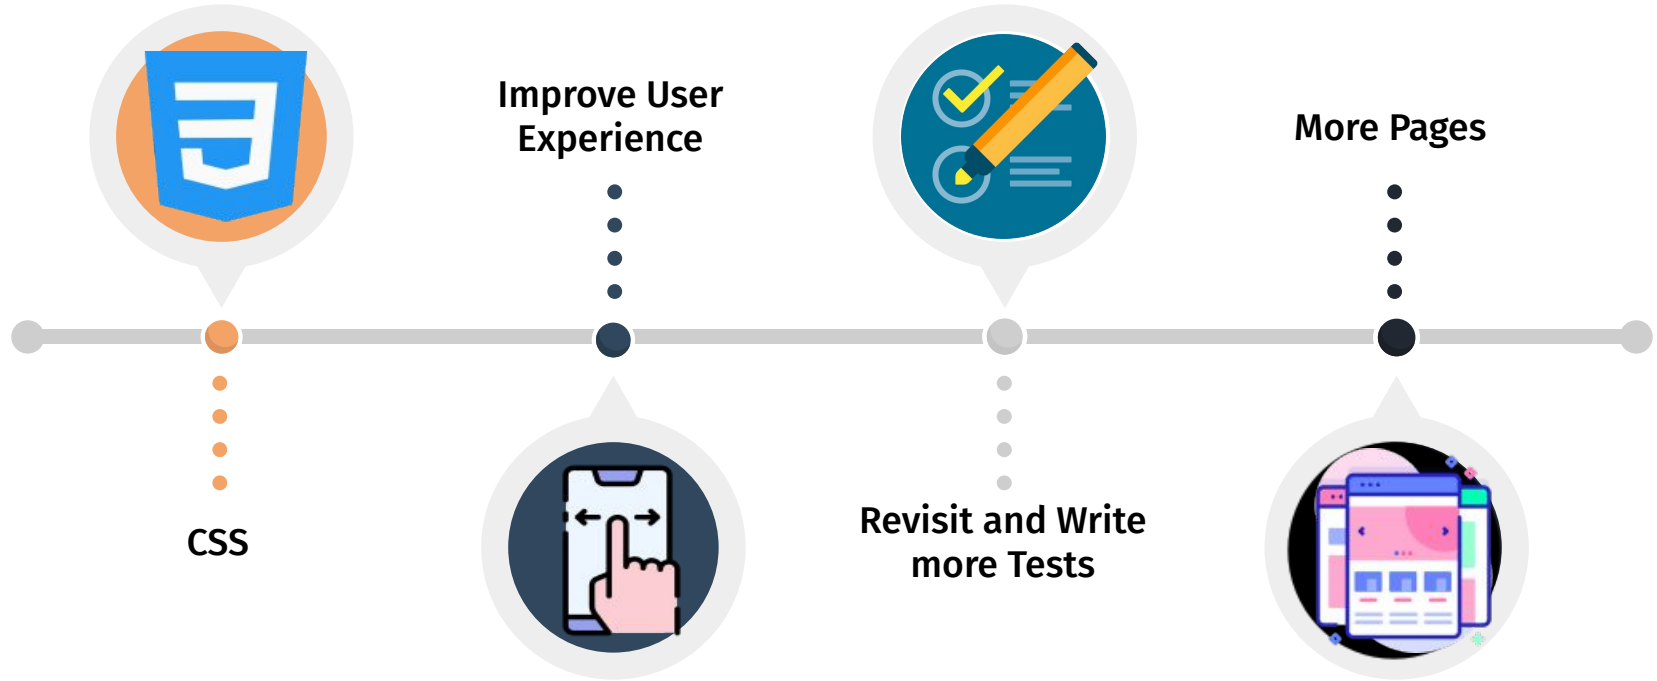 CSS
Improve User
Experience
Revisit and Write
more Tests
More Pages